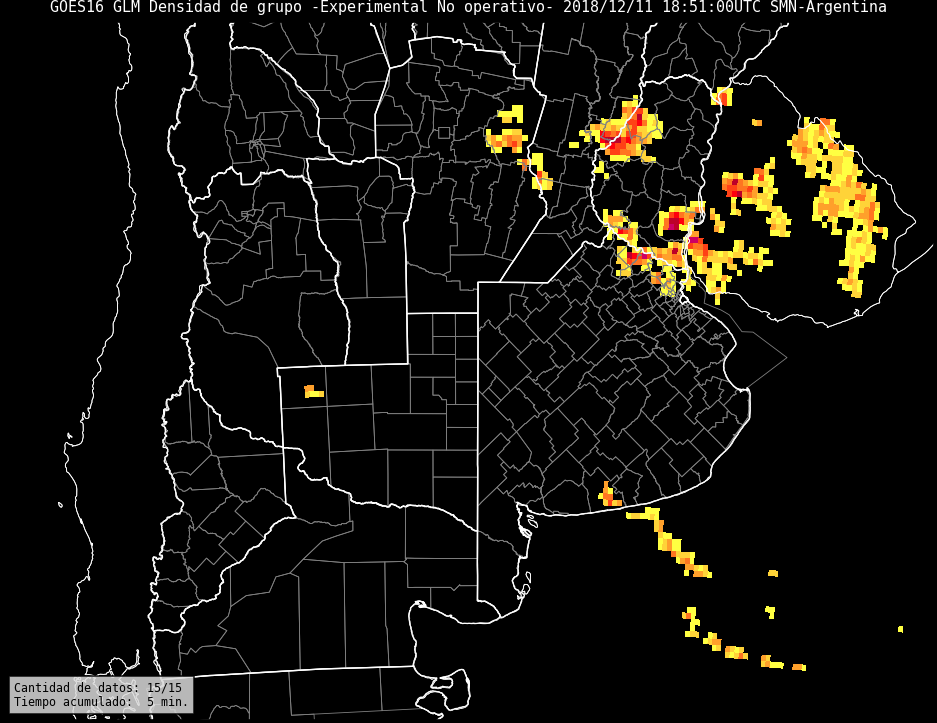 GOES16 GLM Densidad de grupo -Experimental No operativo- 2018/12/11 18:51:00UTC SMN-Argentina
Cantidad de datos: 15/15
Tiempo acumulado:  5 min.